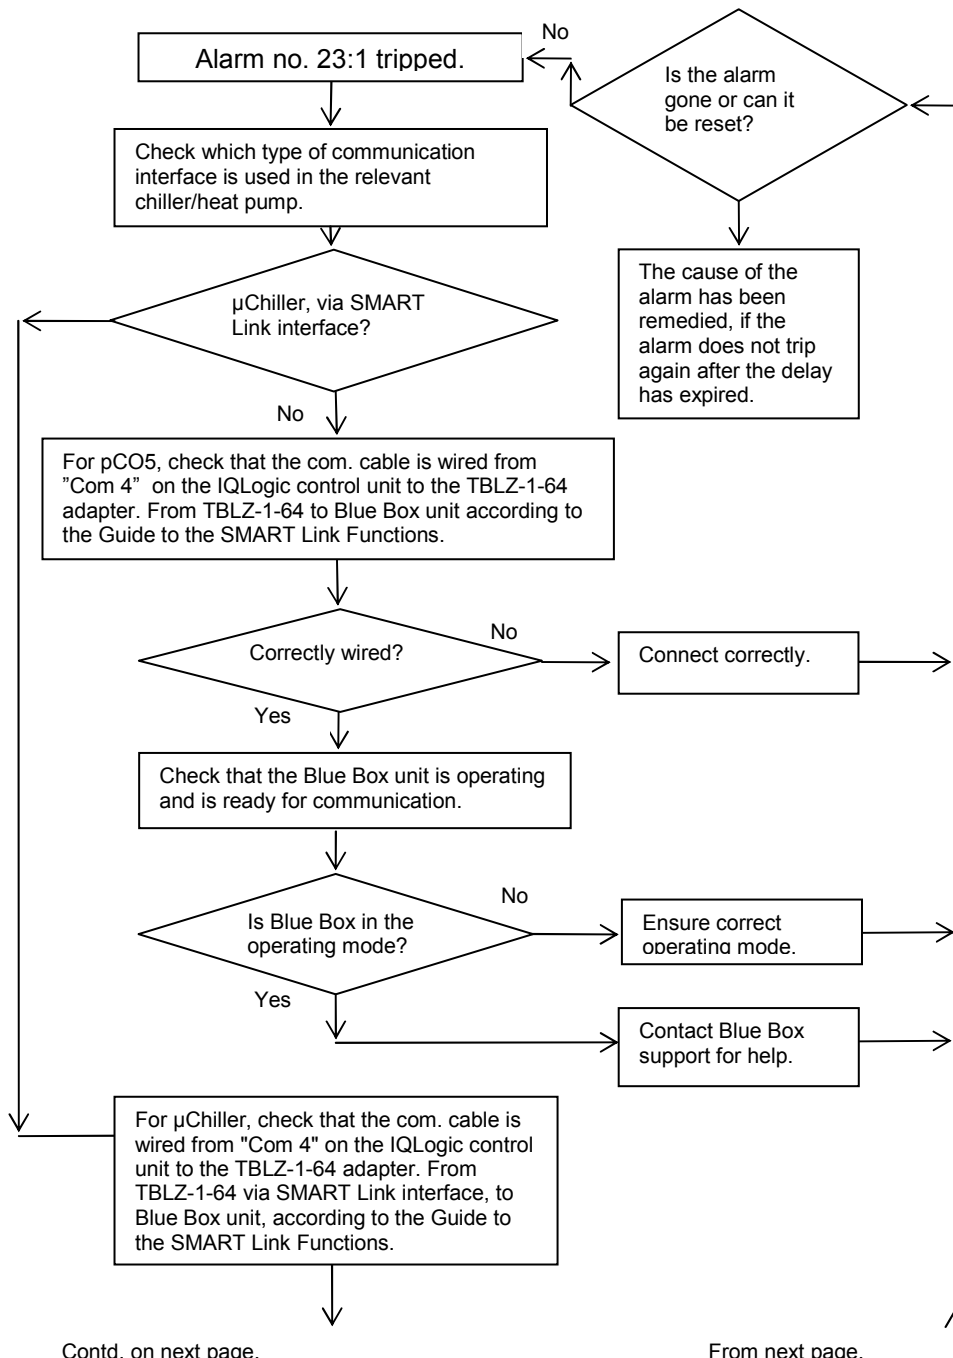 No
Alarm no. 23:1 tripped.
Is the alarm
gone or can it
be reset?
Check which type of communication
interface is used in the relevant
chiller/heat pump.
The cause of the
alarm has been
remedied, if the
alarm does not trip
again after the delay
has expired.
µChiller, via SMART
Link interface?
No
For pCO5, check that the com. cable is wired from
”Com 4” on the IQLogic control unit to the TBLZ-1-64
adapter. From TBLZ-1-64 to Blue Box unit according to
the Guide to the SMART Link Functions.
Correctly wired?
No
Connect correctly.
Yes
Check that the Blue Box unit is operating
and is ready for communication.
Is Blue Box in the
operating mode?
No
Ensure correct
operating mode.
Yes
Contact Blue Box
support for help.
For µChiller, check that the com. cable is
wired from "Com 4" on the IQLogic control
unit to the TBLZ-1-64 adapter. From
TBLZ-1-64 via SMART Link interface, to
Blue Box unit, according to the Guide to
the SMART Link Functions.
Contd. on next page.
From next page.